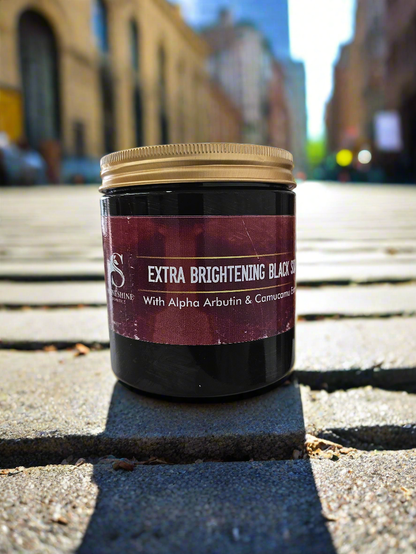 S
EXTRA BRIGHTENING BLACK
With Alpha Arbutin & Camucamu